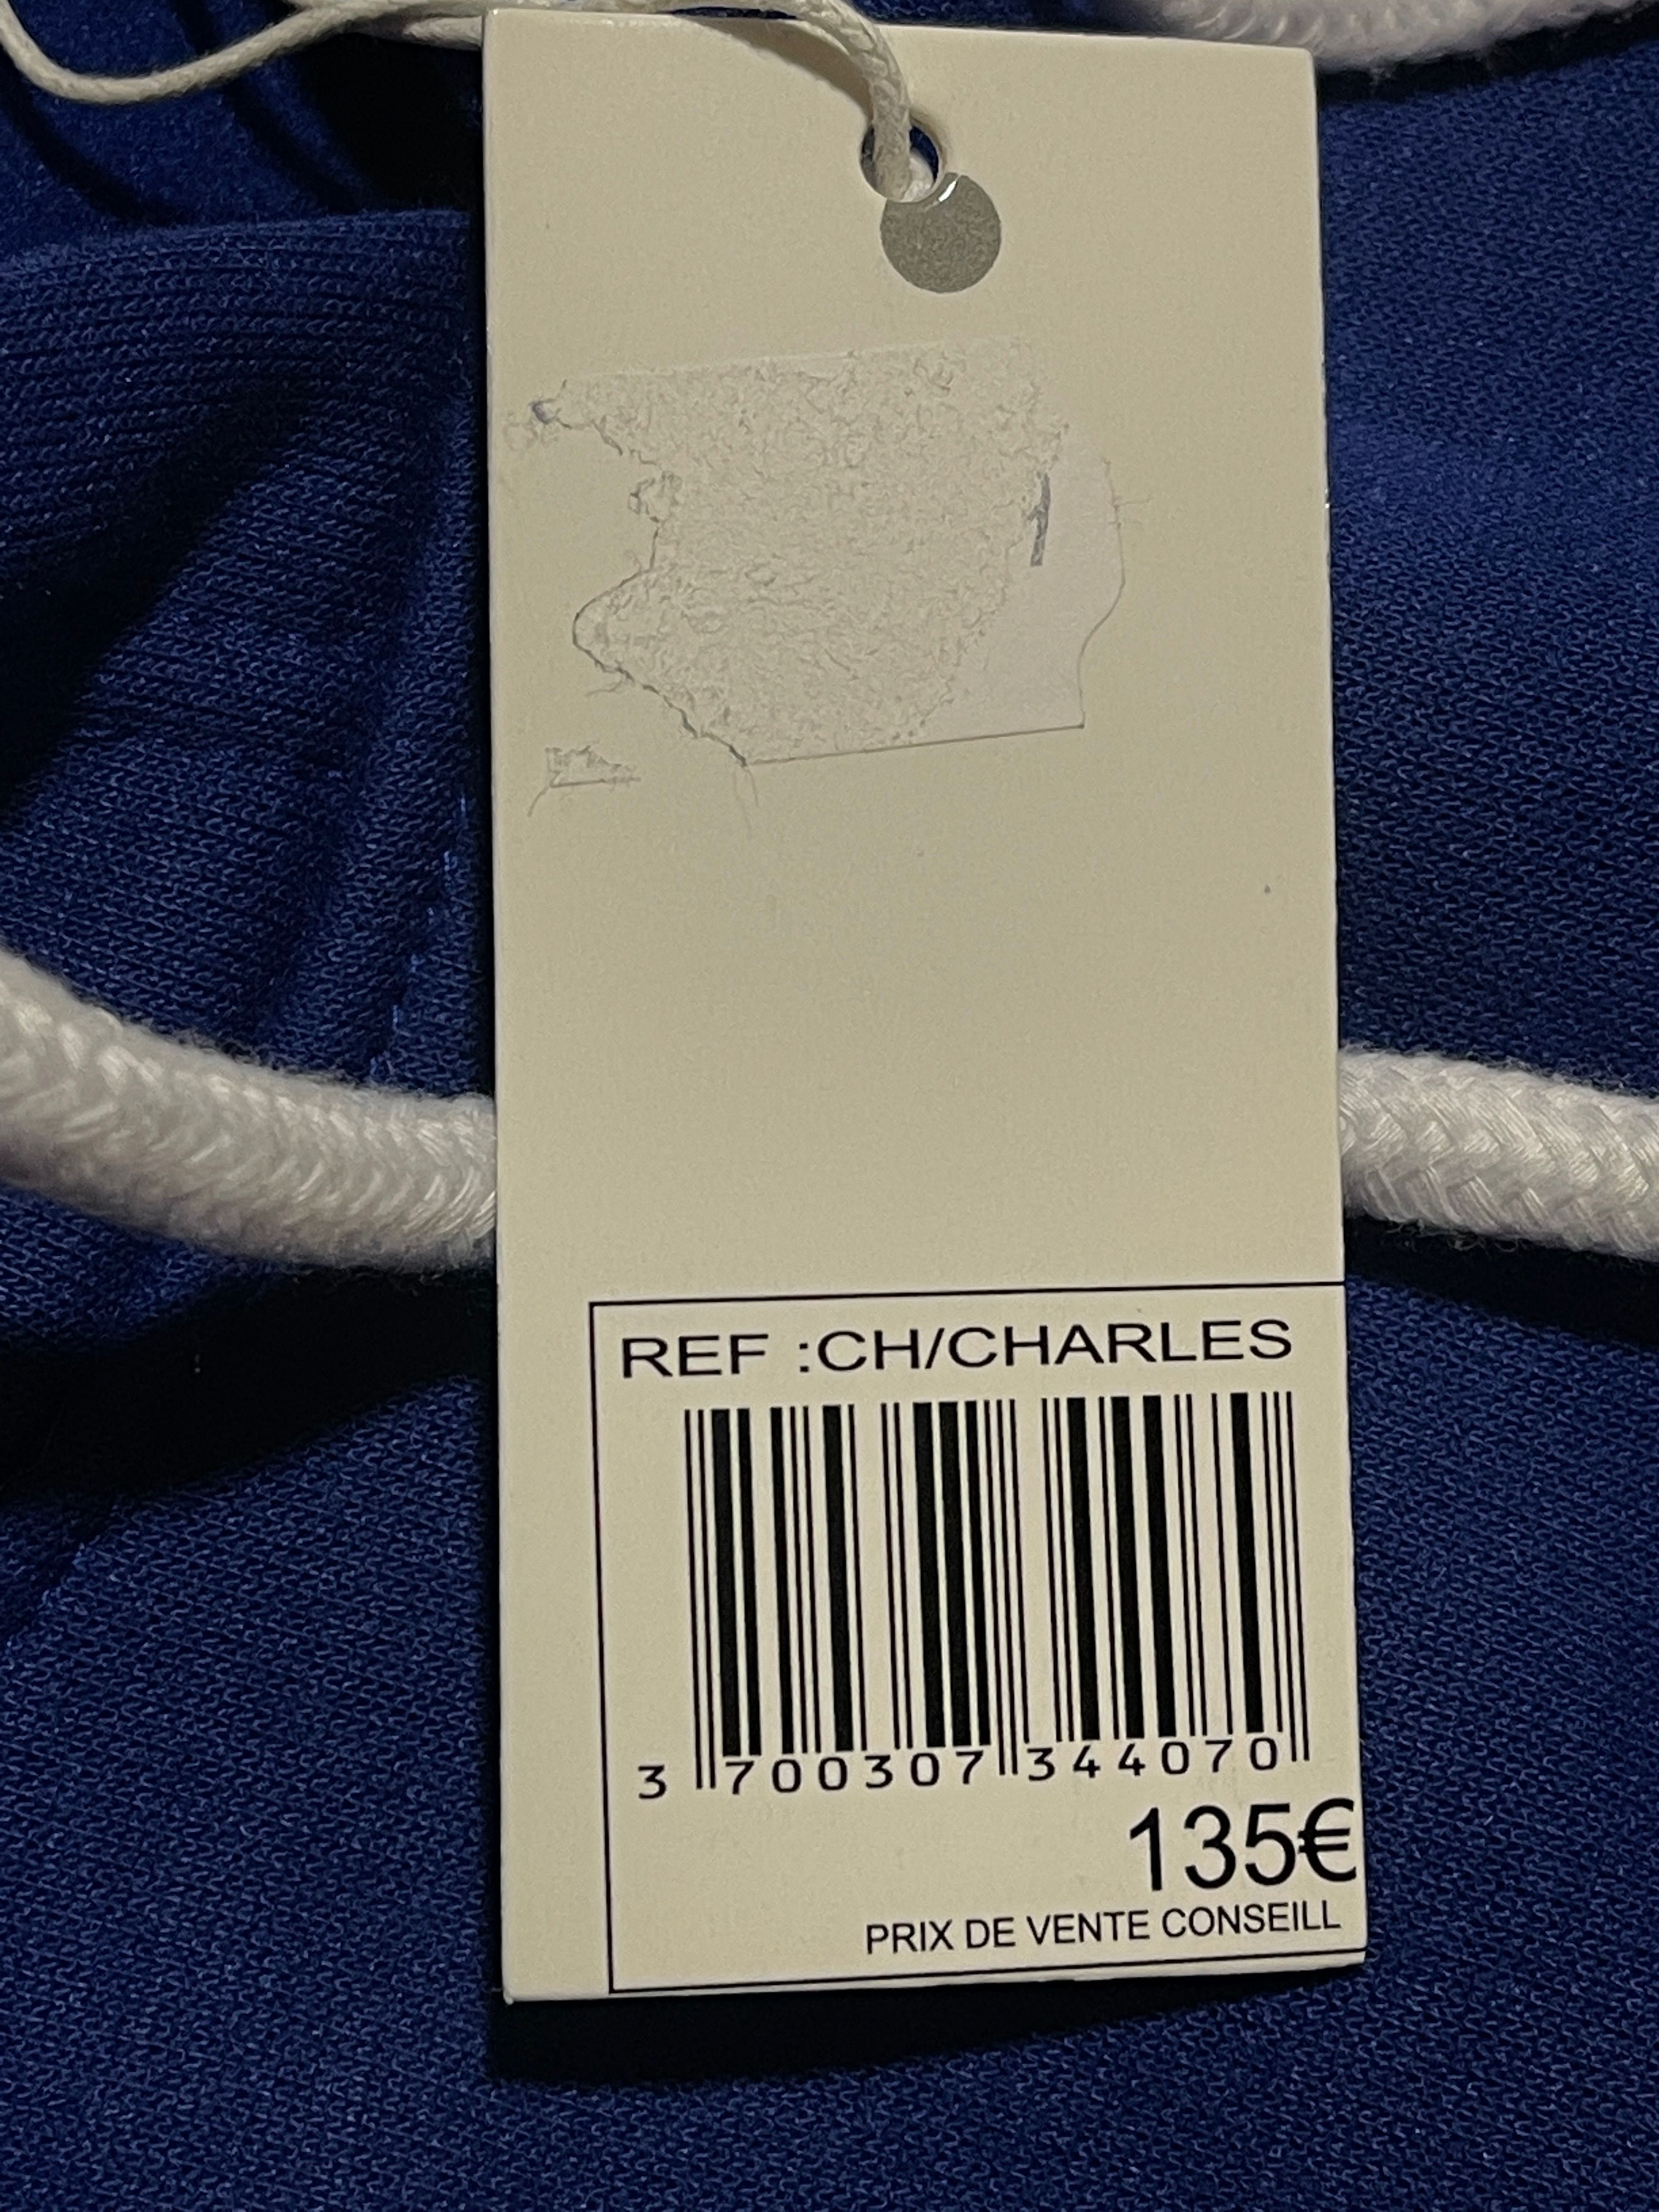 REF :CH/CHARLES
3 700307 344070
135€
PRIX DE VENTE CONSEILL